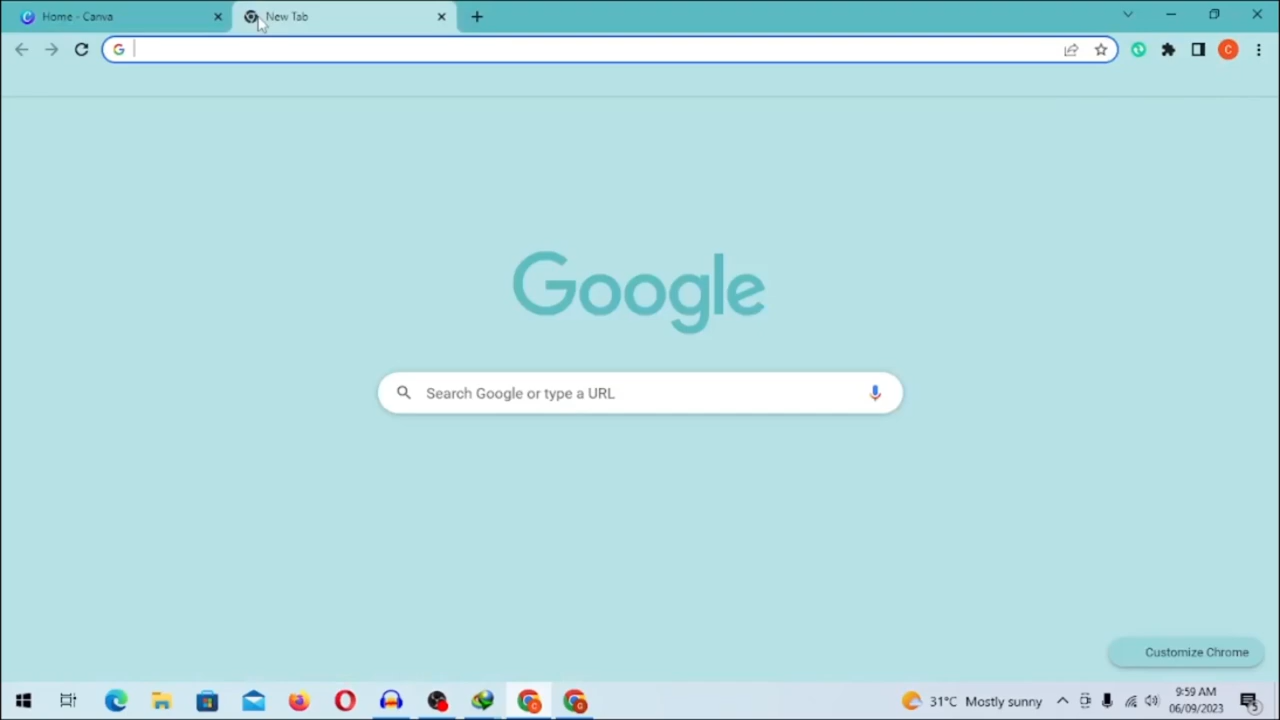 Home - Canva
New Tab
G
C
Google
Search Google or type a URL
Customize Chrome
31°C Mostly sunny
9:59 AM
06/09/2023